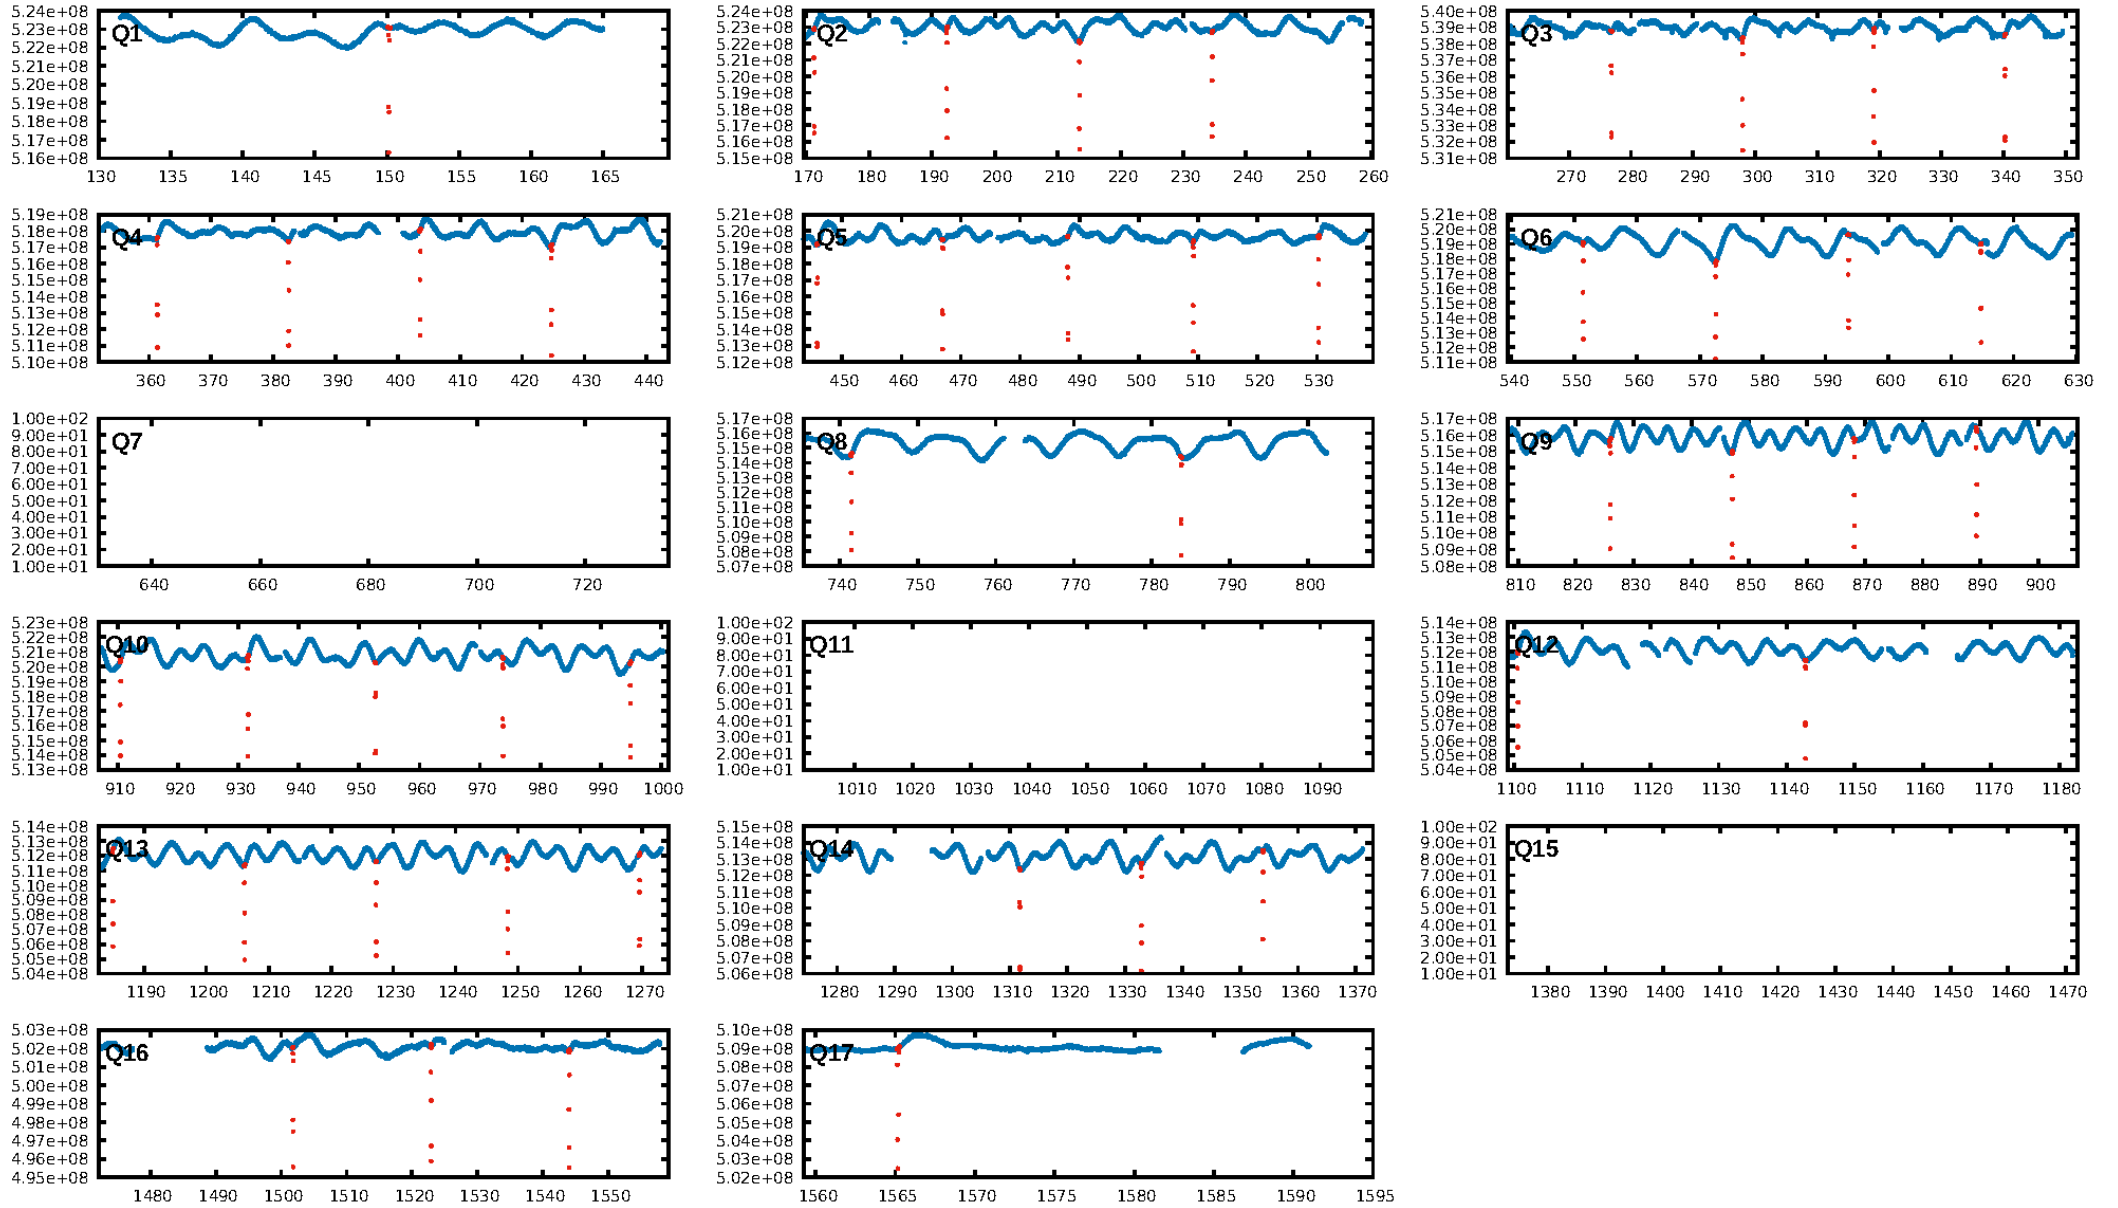 5.24e+08
5.23e+08
Q1
5.22e+08
5.21e+08
5.20e+08
5.19e+08
5.18e+08
5.17e+08
5.16e+08
130 135 140 145 150 155 160 165
5.24e+08
5.23e+08
Q2
5.22e+08
5.21e+08
5.20e+08
5.19e+08
5.18e+08
5.17e+08
5.16e+08
5.15e+08
170 180 190 200 210 220 230 240 250 260
5.40e+08
5.39e+08
Q3
5.38e+08
5.37e+08
5.36e+08
5.35e+08
5.34e+08
5.33e+08
5.32e+08
5.31e+08
270 280 290 300 310 320 330 340 350
5.19e+08
5.18e+08
Q4
5.17e+08
5.16e+08
5.15e+08
5.14e+08
5.13e+08
5.12e+08
5.11e+08
5.10e+08
360 370 380 390 400 410 420 430 440
5.21e+08
5.20e+08
Q5
5.19e+08
5.18e+08
5.17e+08
5.16e+08
5.15e+08
5.14e+08
5.13e+08
5.12e+08
450 460 470 480 490 500 510 520 530
5.21e+08
5.20e+08
Q6
5.19e+08
5.18e+08
5.17e+08
5.16e+08
5.15e+08
5.14e+08
5.13e+08
5.12e+08
5.11e+08
540 550 560 570 580 590 600 610 620 630
1.00e+02
9.00e+01
Q7
8.00e+01
7.00e+01
6.00e+01
5.00e+01
4.00e+01
3.00e+01
2.00e+01
1.00e+01
640 660 680 700 720
5.17e+08
5.16e+08
Q8
5.15e+08
5.14e+08
5.13e+08
5.12e+08
5.11e+08
5.10e+08
5.09e+08
5.08e+08
5.07e+08
740 750 760 770 780 790 800
5.17e+08
5.16e+08
Q9
5.15e+08
5.14e+08
5.13e+08
5.12e+08
5.11e+08
5.10e+08
5.09e+08
5.08e+08
810 820 830 840 850 860 870 880 890 900
5.23e+08
5.22e+08
Q10
5.21e+08
5.20e+08
5.19e+08
5.18e+08
5.17e+08
5.16e+08
5.15e+08
5.14e+08
5.13e+08
910 920 930 940 950 960 970 980 990 1000
1.00e+02
9.00e+01
Q11
8.00e+01
7.00e+01
6.00e+01
5.00e+01
4.00e+01
3.00e+01
2.00e+01
1.00e+01
1010 1020 1030 1040 1050 1060 1070 1080 1090
5.14e+08
5.13e+08
Q12
5.12e+08
5.11e+08
5.10e+08
5.09e+08
5.08e+08
5.07e+08
5.06e+08
5.05e+08
5.04e+08
1100 1110 1120 1130 1140 1150 1160 1170 1180
5.14e+08
5.13e+08
Q13
5.12e+08
5.11e+08
5.10e+08
5.09e+08
5.08e+08
5.07e+08
5.06e+08
5.05e+08
5.04e+08
1190 1200 1210 1220 1230 1240 1250 1260 1270
5.15e+08
5.14e+08
Q14
5.13e+08
5.12e+08
5.11e+08
5.10e+08
5.09e+08
5.08e+08
5.07e+08
5.06e+08
1280 1290 1300 1310 1320 1330 1340 1350 1360 1370
1.00e+02
9.00e+01
Q15
8.00e+01
7.00e+01
6.00e+01
5.00e+01
4.00e+01
3.00e+01
2.00e+01
1.00e+01
1380 1390 1400 1410 1420 1430 1440 1450 1460 1470
5.03e+08
5.02e+08
Q16
5.01e+08
5.00e+08
4.99e+08
4.98e+08
4.97e+08
4.96e+08
4.95e+08
1480 1490 1500 1510 1520 1530 1540 1550
5.10e+08
5.09e+08
Q17
5.08e+08
5.07e+08
5.06e+08
5.04e+08
5.03e+08
5.02e+08
1560 1565 1570 1575 1580 1585 1590 1595